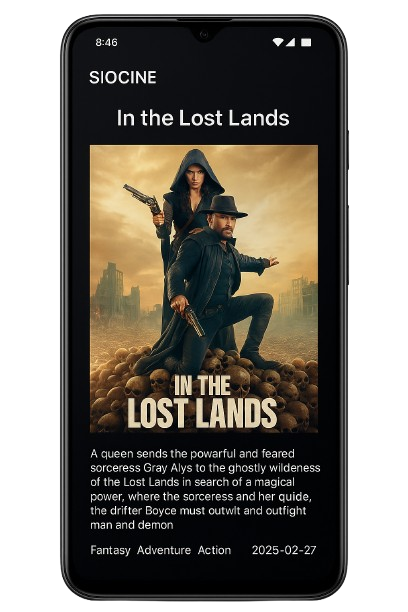 8:46
SIOCINE
In the Lost Lands
IN THE
LOST LANDS
A queen sends the powarful and feared
sorceress Gray Alys to the ghostly wildeness
of the Lost Lands in search of a magical
power, where the sorceress and her guide,
the drifter Boyce must outwlt and outfight
man and demon
Fantasy Adventure Action 2025-02-27